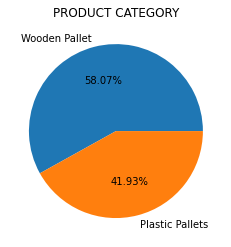 PRODUCT CATEGORY
Wooden Pallet
58.07%
41.93%
Plastic Pallets